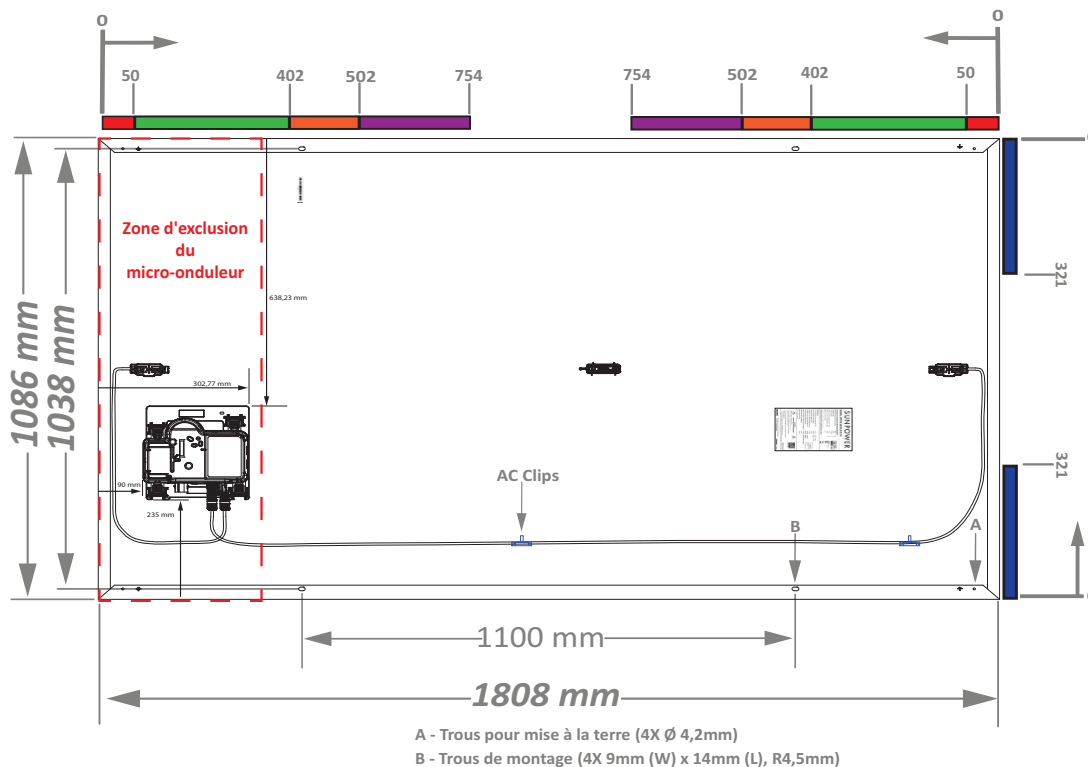 O
O
50
402
502
754
754
502
402
50
Zone d'exclusion
du
micro-onduleur
638,23 mm
321
1086 mm
1038 mm
302,77 mm
SUNPOWER
321
90 mm
AC Clips
235 mm
B
A
1100 mm
1808 mm
A - Trous pour mise à la terre (4X Ø 4,2mm)
B - Trous de montage (4X 9mm (W) x 14mm (L), R4,5mm)